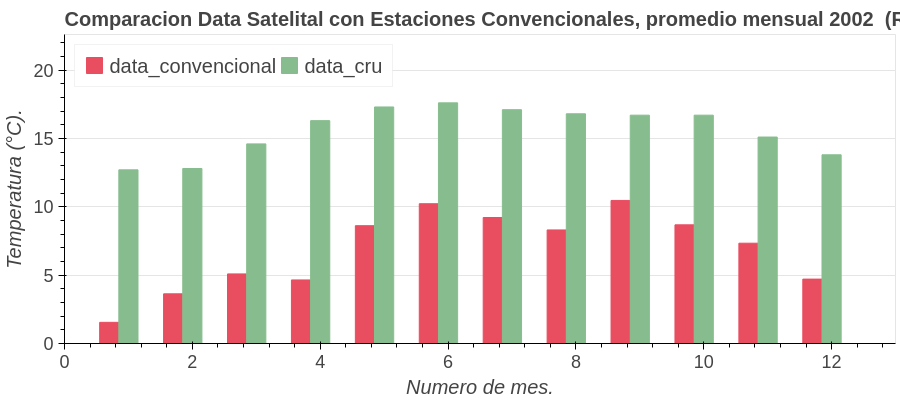 Comparacion Data Satelital con Estaciones Convencionales, promedio mensual 2002 (R
data_convencional data_cru
Temperatura (°C).
20
15
10
5
0
0 2 4 6 8 10 12
Numero de mes.